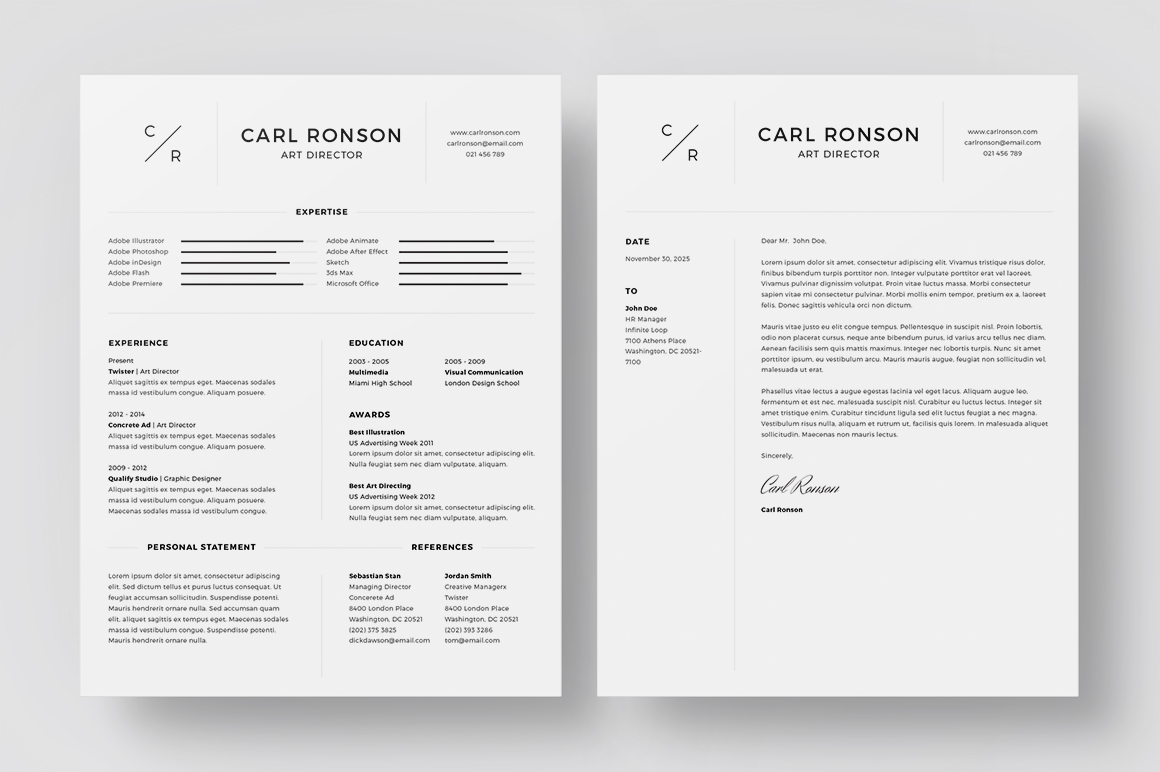 C
R
CARL RONSON
ART DIRECTOR
www.carlronson.com
carlronson@email.com
021 456 789
EXPERTISE
Adobe Illustrator
Adobe Photoshop
Adobe inDesign
Adobe Flash
Adobe Premiere
Adobe Animate
Adobe After Effect
Sketch
3ds Max
Microsoft Office
EXPERIENCE
Present
Twister | Art Director
Aliquet sagittis ex tempus eget. Maecenas sodales
massa id vestibulum congue. Aliquam posuere.
2012 - 2014
Concrete Ad | Art Director
Aliquet sagittis ex tempus eget. Maecenas sodales
massa id vestibulum congue. Aliquam posuere.
2009 - 2012
Qualify Studio | Graphic Designer
Aliquet sagittis ex tempus eget. Maecenas sodales
massa id vestibulum congue. Aliquam posuere.
Maecenas sodales massa id vestibulum congue.
EDUCATION
2003 - 2005
Multimedia
Miami High School
2005 - 2009
Visual Communication
London Design School
AWARDS
Best Illustration
US Advertising Week 2011
Lorem ipsum dolor sit amet, consectetur adipiscing elit.
Nulla feugiat sem nec diam vulputate, aliquam.
Best Art Directing
US Advertising Week 2012
Lorem ipsum dolor sit amet, consectetur adipiscing elit.
Nulla feugiat sem nec diam vulputate, aliquam.
PERSONAL STATEMENT
Lorem ipsum dolor sit amet, consectetur adipiscing
elit. Sed dictum tellus et purus luctus consequat. Ut
feugiat accumsan sollicitudin. Suspendisse potenti.
Mauris hendrerit ornare nulla. Sed accumsan quam
elit, aliquet sagittis ex tempus eget. Maecenas sodales
massa id vestibulum congue. Suspendisse potenti.
Mauris hendrerit ornare nulla.
REFERENCES
Sebastian Stan
Managing Director
Concerete Ad
8400 London Place
Washington, DC 20521
(202) 375 3825
dickdawson@email.com
Jordan Smith
Creative Managerx
Twister
8400 London Place
Washington, DC 20521
(202) 393 3286
tom@email.com
C
R
CARL RONSON
ART DIRECTOR
www.carlronson.com
carlronson@email.com
021 456 789
DATE
November 30, 2025
TO
John Doe
HR Manager
Infinite Loop
7100 Athens Place
Washington, DC 20521-
7100
Dear Mr. John Doe,
Lorem ipsum dolor sit amet, consectetur adipiscing elit. Vivamus tristique risus dolor,
finibus bibendum turpis porttitor non. Integer vulputate porttitor erat vel laoreet.
Vivamus pulvinar dignissim volutpat. Proin vitae luctus massa. Morbi consectetur
sapien vitae mi consectetur pulvinar. Morbi mollis enim tempor, pretium ex a, laoreet
felis. Donec sagittis vehicula orci non dictum.
Mauris vitae justo eu elit congue tempus. Pellentesque in suscipit nisl. Proin lobortis,
odio non placerat cursus, neque ante bibendum purus, id varius arcu tellus nec diam.
Aenean facilisis sem quis mattis maximus. Integer nec lobortis turpis. Nunc sit amet
porttitor ipsum, eu vestibulum arcu. Mauris mauris augue, feugiat non sollicitudin vel,
malesuada ut erat.
Phasellus vitae lectus a augue egestas lacinia vel eget lacus. Aliquam augue leo,
fermentum et est nec, malesuada suscipit nisl. Curabitur eu luctus lectus. Integer sit
amet tristique enim. Curabitur tincidunt ligula sed elit luctus feugiat a nec magna.
Vestibulum risus nulla, aliquam et rutrum ut, facilisis quis lorem. In malesuada aliquet
sollicitudin. Maecenas non mauris lectus.
Sincerely,
Carl Ronson
Carl Ronson